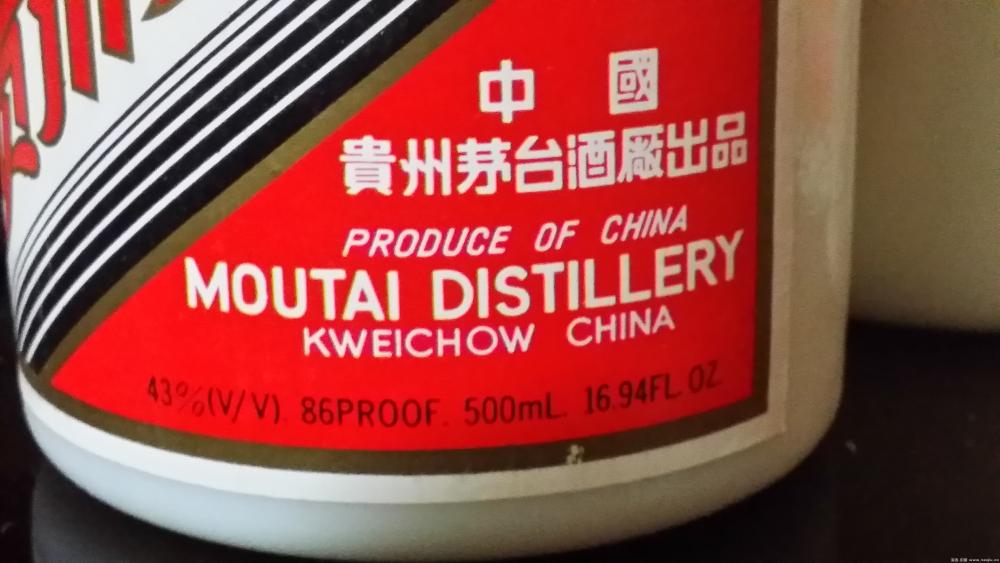 中國
貴州茅台酒廠出品
PRODUCE OF CHINA
MOUTAI DISTILLERY
KWEICHOW CHINA
43%(V/V). 86PROOF. 500mL. 16.94FL. OZ.